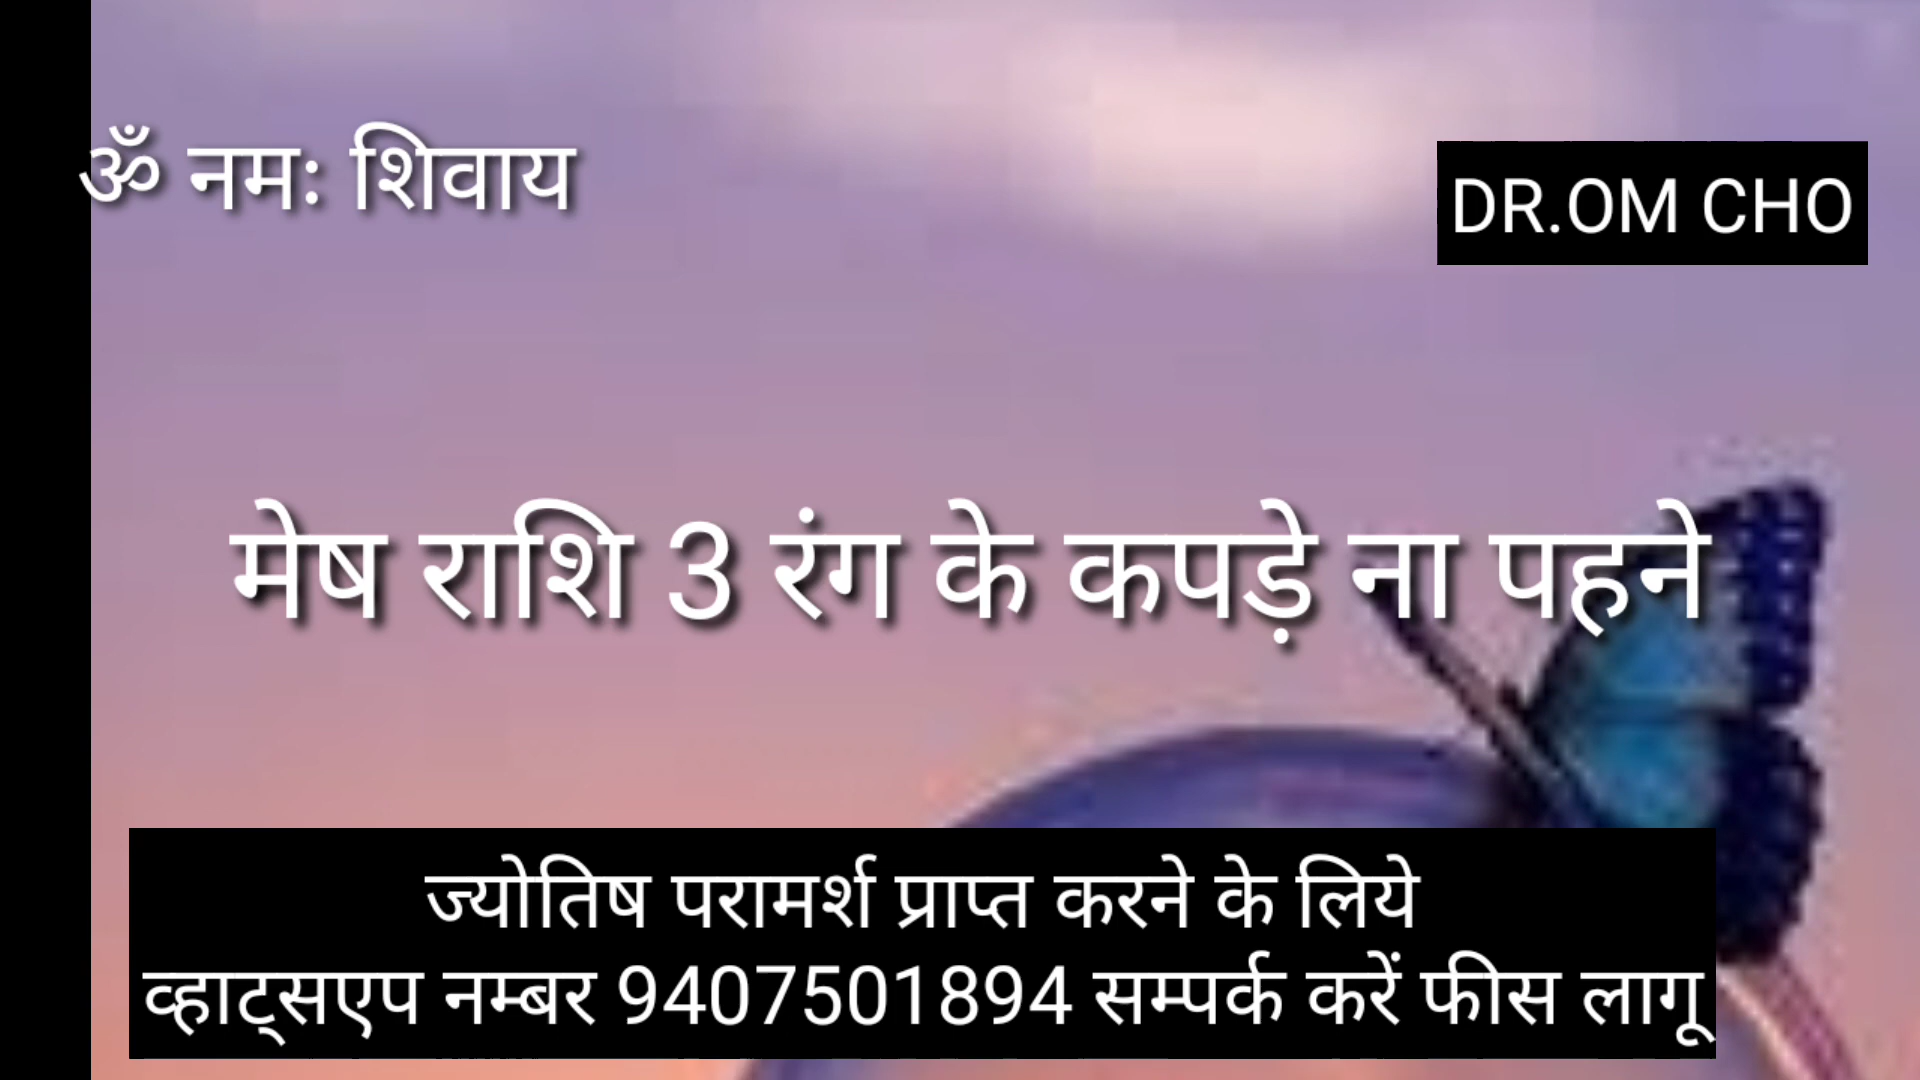 ॐ नमः शिवाय
DR.OM CHO
मेष राशि 3 रंग के कपड़े ना पहने
ज्योतिष परामर्श प्राप्त करने के लिये
व्हाट्सएप नम्बर 9407501894 सम्पर्क करें फीस लागू